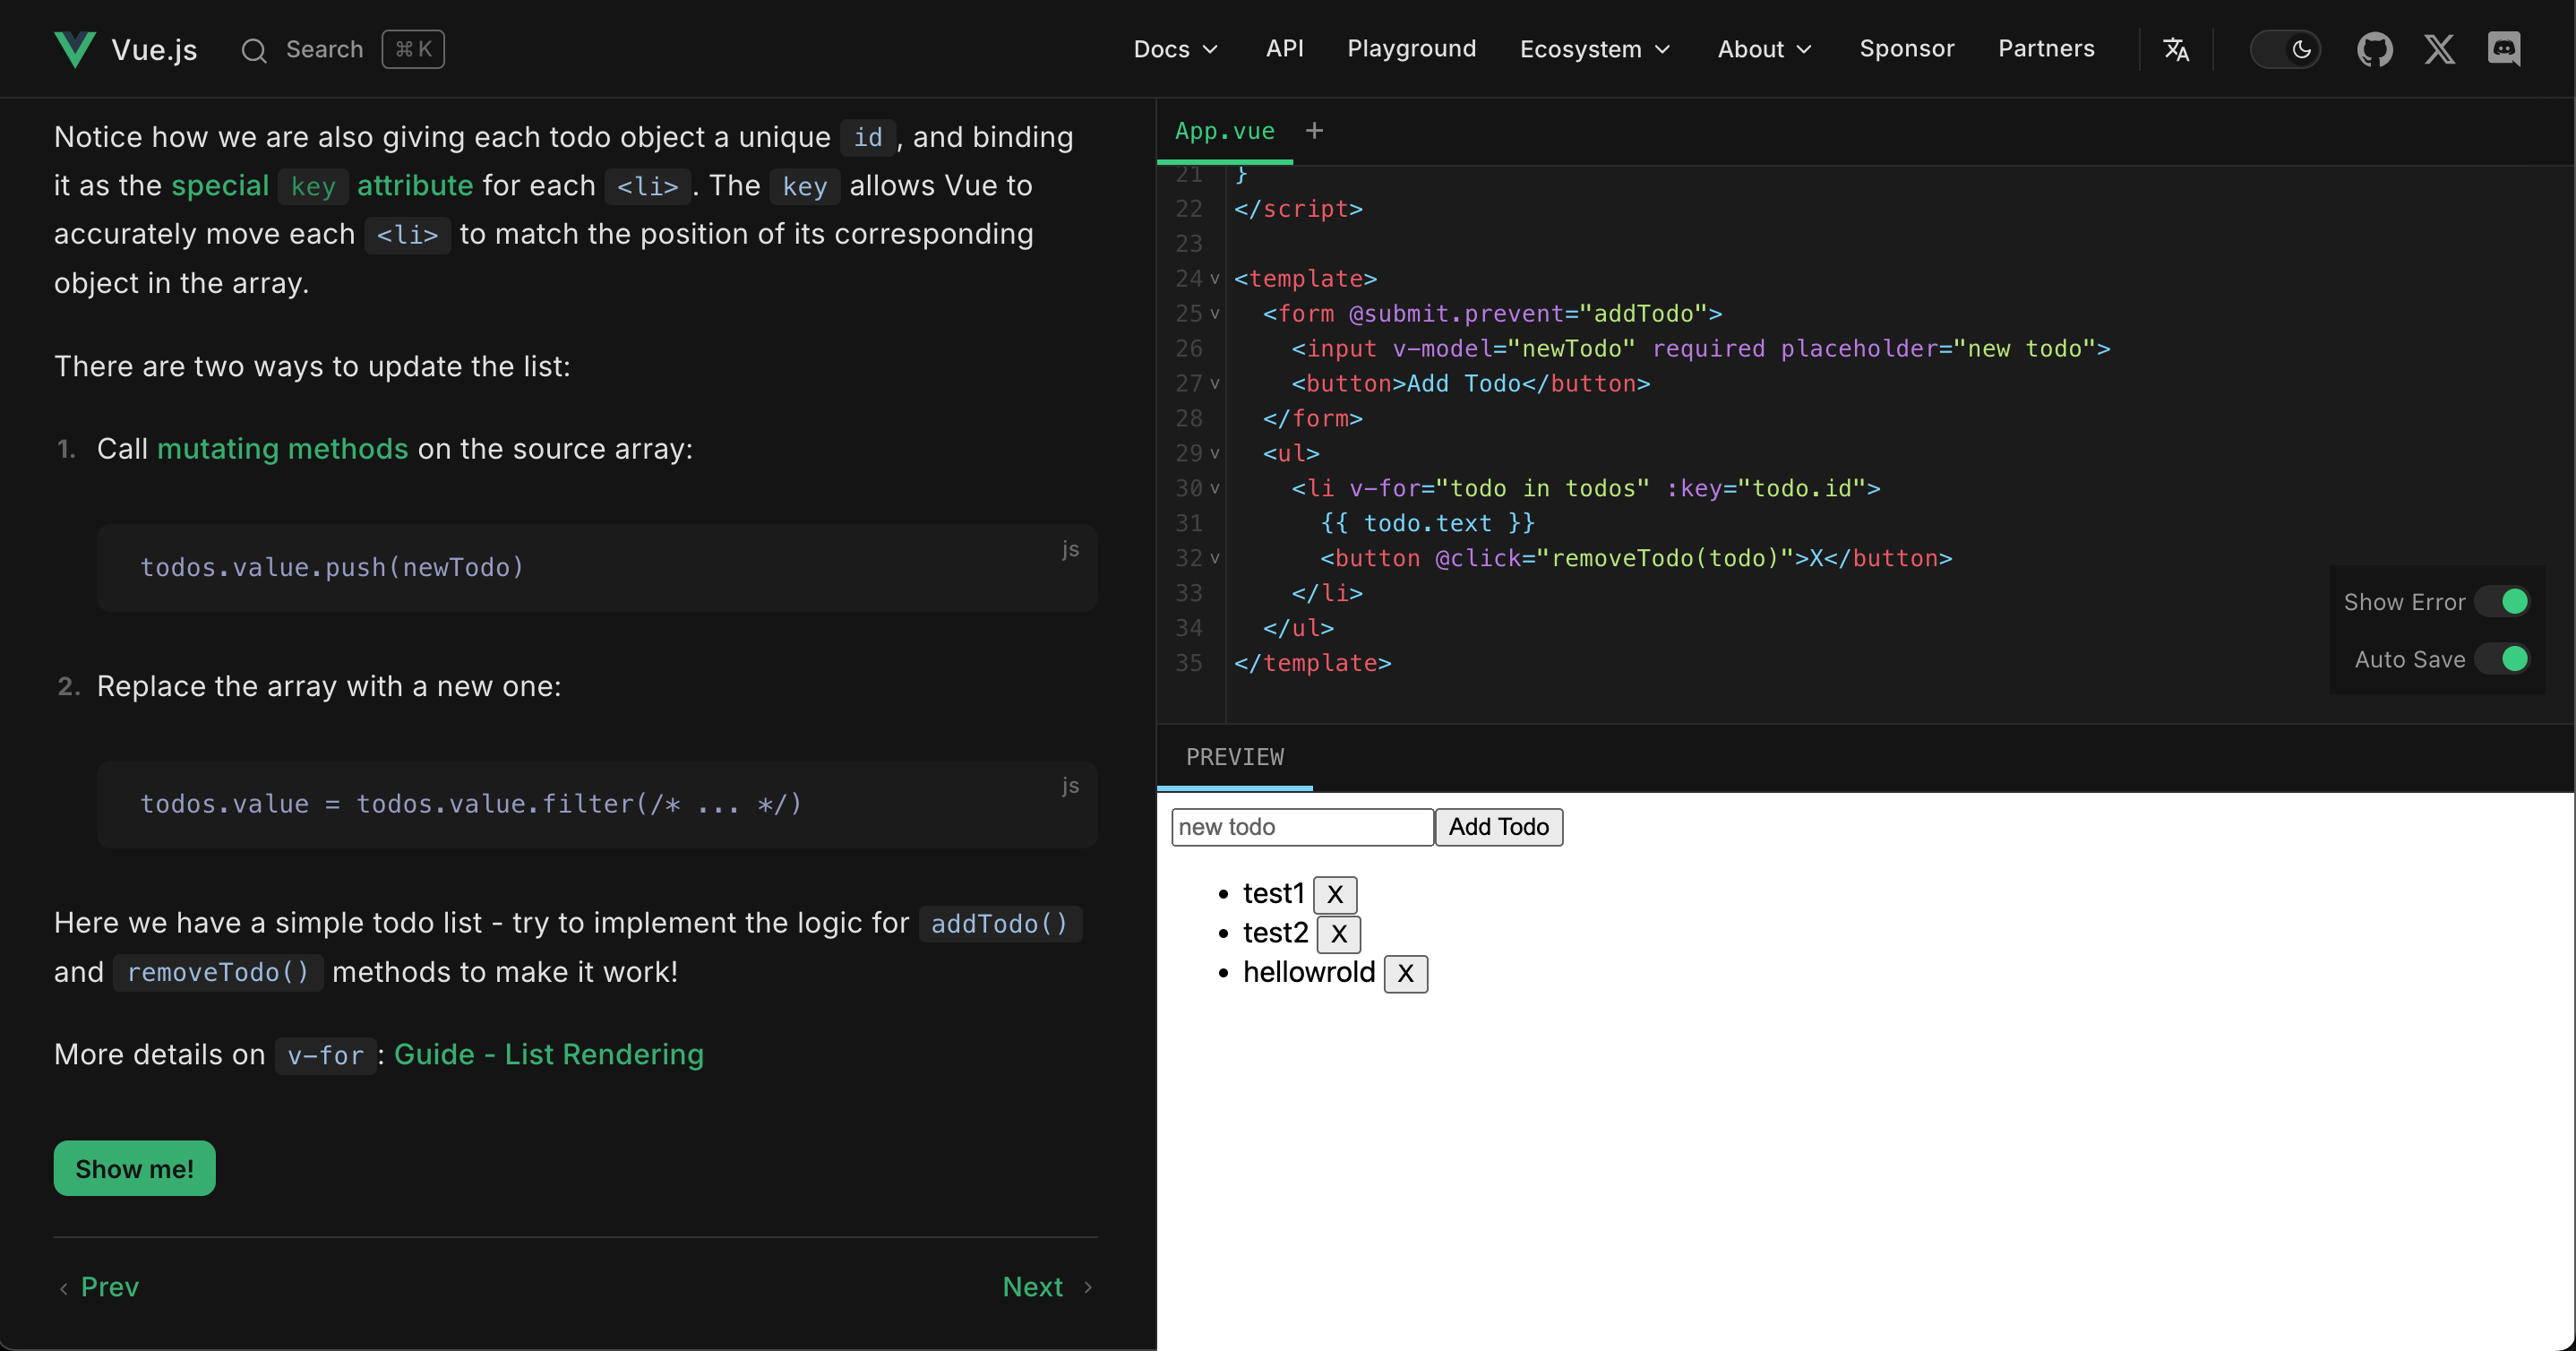 Vue.js Search ⌘ K Docs API Playground Ecosystem About Sponsor Partners
Notice how we are also giving each todo object a unique id, and binding
it as the special key attribute for each <li>. The key allows Vue to
accurately move each <li> to match the position of its corresponding
object in the array.
There are two ways to update the list:
1. Call mutating methods on the source array:
js
todos.value.push(newTodo)
2. Replace the array with a new one:
js
todos.value = todos.value.filter(/* ... */)
Here we have a simple todo list - try to implement the logic for addTodo()
and removeTodo() methods to make it work!
More details on v-for: Guide - List Rendering
Show me!
‹ Prev
Next ›
App.vue +
21 }
22 </script>
23
24 <template>
25   <form @submit.prevent="addTodo">
26     <input v-model="newTodo" required placeholder="new todo">
27     <button>Add Todo</button>
28   </form>
29   <ul>
30     <li v-for="todo in todos" :key="todo.id">
31       {{ todo.text }}
32       <button @click="removeTodo(todo)">X</button>
33     </li>
34   </ul>
35 </template>
Show Error
Auto Save
PREVIEW
new todo Add Todo
• test1 X
• test2 X
• hellowrold X